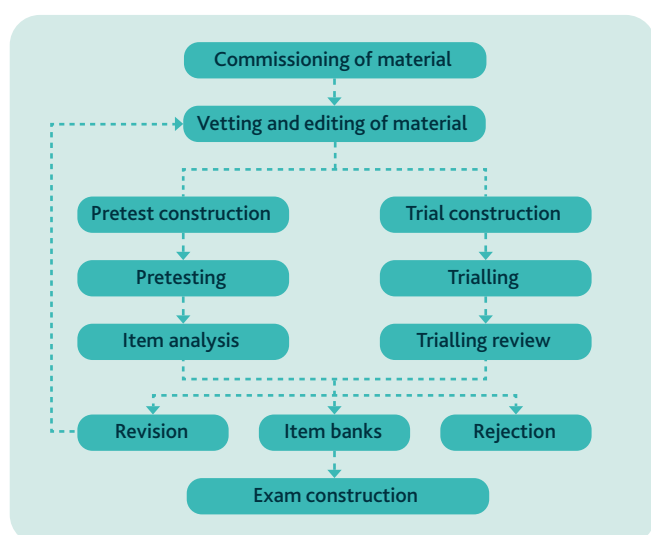 Commissioning of material
Vetting and editing of material
Pretest construction
Trial construction
Pretesting
Trialling
Item analysis
Trialling review
Revision
Item banks
Rejection
Exam construction